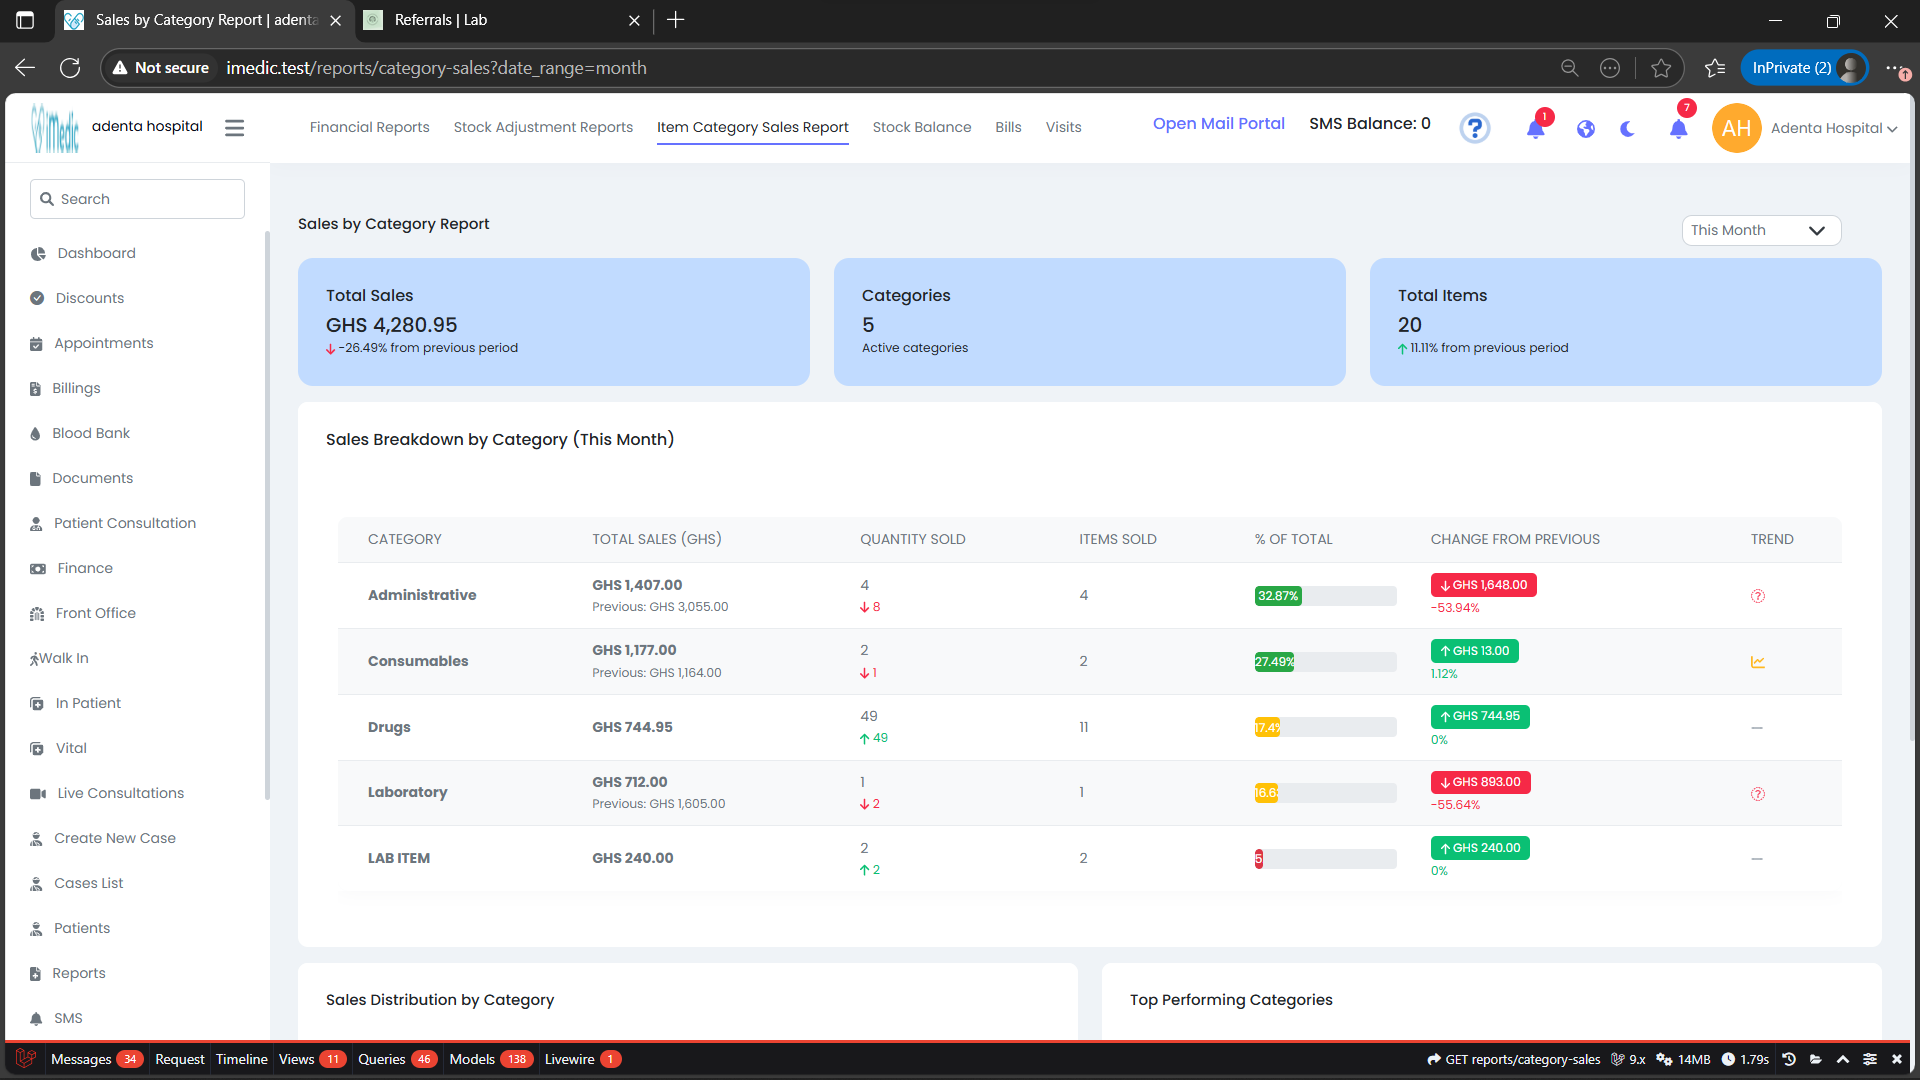 Sales by Category Report | adenta
Referrals | Lab
Not secure
imedic.test/reports/category-sales?date_range=month
InPrivate (2)
iMedic
adenta hospital
Financial Reports
Stock Adjustment Reports
Item Category Sales Report
Stock Balance
Bills
Visits
Open Mail Portal
SMS Balance: 0
?
1
7
AH
Adenta Hospital
Search
Dashboard
Discounts
Appointments
Billings
Blood Bank
Documents
Patient Consultation
Finance
Front Office
Walk In
In Patient
Vital
Live Consultations
Create New Case
Cases List
Patients
Reports
SMS
Sales by Category Report
This Month
Total Sales
GHS 4,280.95
-26.49% from previous period
Categories
5
Active categories
Total Items
20
11.11% from previous period
Sales Breakdown by Category (This Month)
CATEGORY TOTAL SALES (GHS) QUANTITY SOLD ITEMS SOLD % OF TOTAL CHANGE FROM PREVIOUS TREND
Administrative
GHS 1,407.00
Previous: GHS 3,055.00
4
8
4
32.87%
GHS 1,648.00
-53.94%
Consumables
GHS 1,177.00
Previous: GHS 1,164.00
2
1
2
27.49%
GHS 13.00
1.12%
Drugs
GHS 744.95
49
49
11
17.4%
GHS 744.95
0%
Laboratory
GHS 712.00
Previous: GHS 1,605.00
1
2
1
16.6
GHS 893.00
-55.64%
LAB ITEM
GHS 240.00
2
2
2
5
GHS 240.00
0%
Sales Distribution by Category
Top Performing Categories
Messages 34 Request Timeline Views 11 Queries 46 Models 138 Livewire 1
GET reports/category-sales 9.x 14MB 1.79s